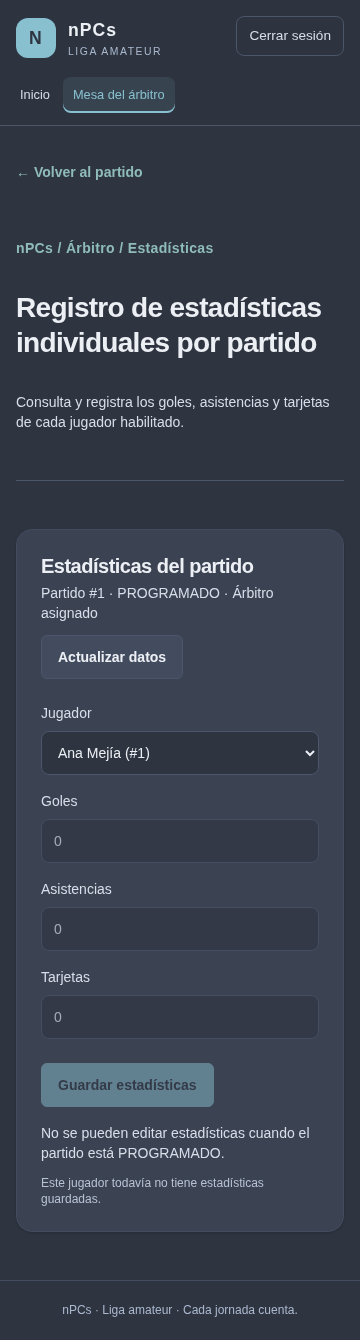 N
nPCs
LIGA AMATEUR
Cerrar sesión
Inicio
Mesa del árbitro
← Volver al partido
nPCs / Árbitro / Estadísticas
Registro de estadísticas
individuales por partido
Consulta y registra los goles, asistencias y tarjetas
de cada jugador habilitado.
Estadísticas del partido
Partido #1 · PROGRAMADO · Árbitro
asignado
Actualizar datos
Jugador
Ana Mejía (#1)
Goles
0
Asistencias
0
Tarjetas
0
Guardar estadísticas
No se pueden editar estadísticas cuando el
partido está PROGRAMADO.
Este jugador todavía no tiene estadísticas
guardadas.
nPCs · Liga amateur · Cada jornada cuenta.